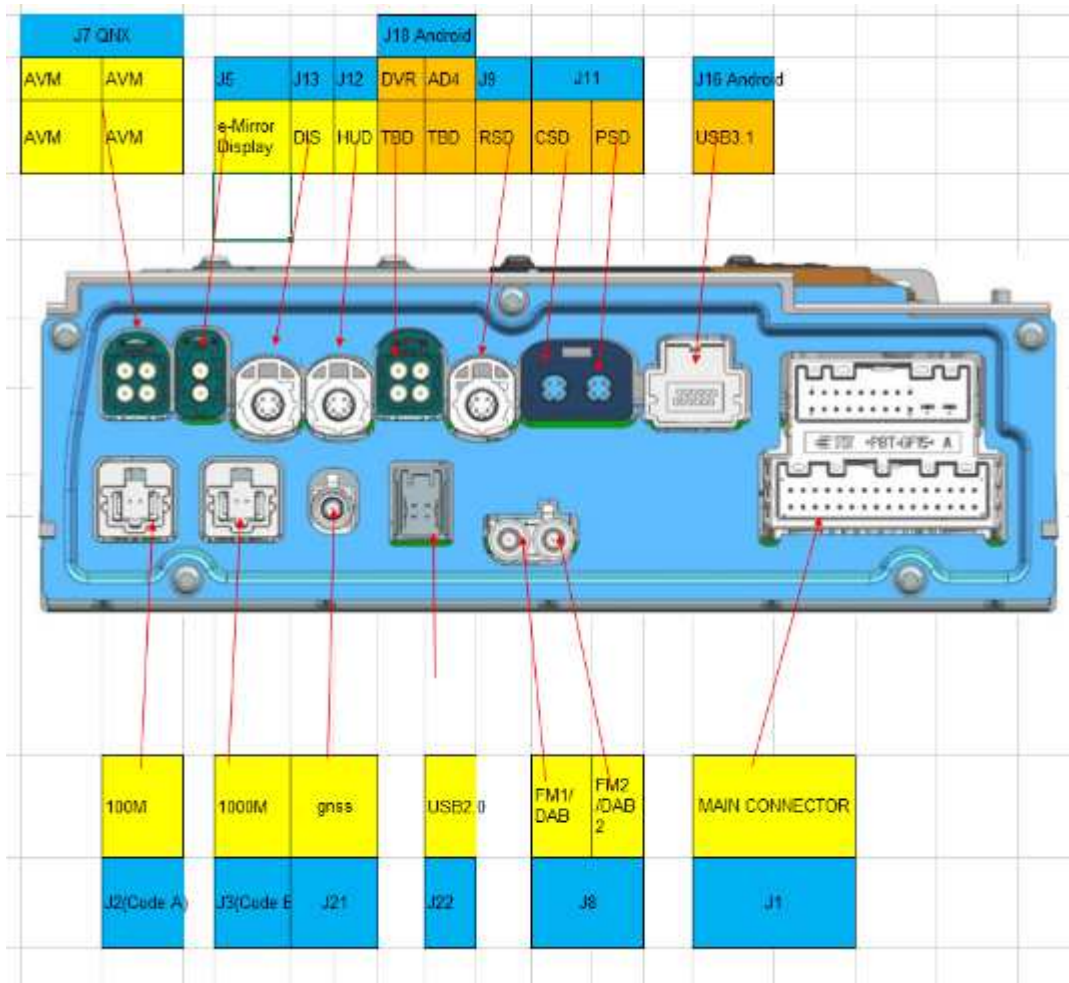 J7 QNX
J18 Android
AVM AVM
J5 J13 J12 DVR AD4 J9 J11 J16 Android
AVM AVM
e-Mirror
Display
DIS HUD TBD TBD RSD CSD PSD USB3.1
>PBT-GF15< A
100M 1000M gnss USB2.0
FM1/
DAB
FM2
/DAB
2
MAIN CONNECTOR
J2(Code A) J3(Code B J21 J22 J8 J1